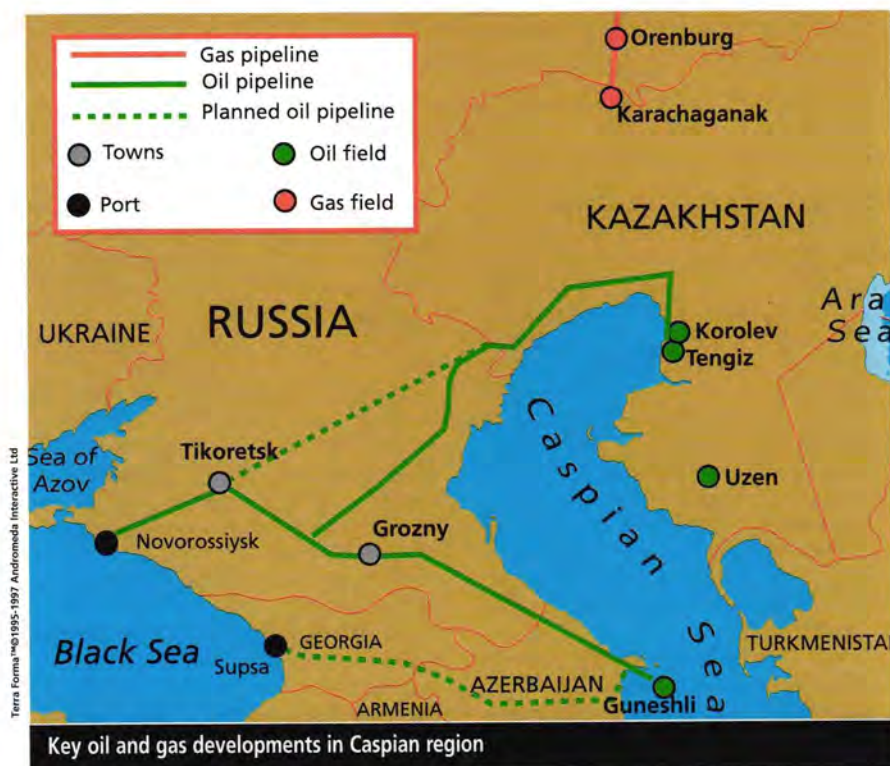 Gas pipeline
Oil pipeline
Planned oil pipeline
Towns
Oil field
Port
Gas field
Orenburg
Karachaganak
KAZAKHSTAN
Ara
Sea
RUSSIA
UKRAINE
Korolev
Tengiz
Caspian Sea
Tikoretsk
Sea of
Azov
Uzen
Grozny
Novorossiysk
Black Sea
GEORGIA
Supsa
TURKMENISTAN
AZERBAIJAN
Guneshli
ARMENIA
Terra Forma™©1995-1997 Andromeda Interactive Ltd
Key oil and gas developments in Caspian region